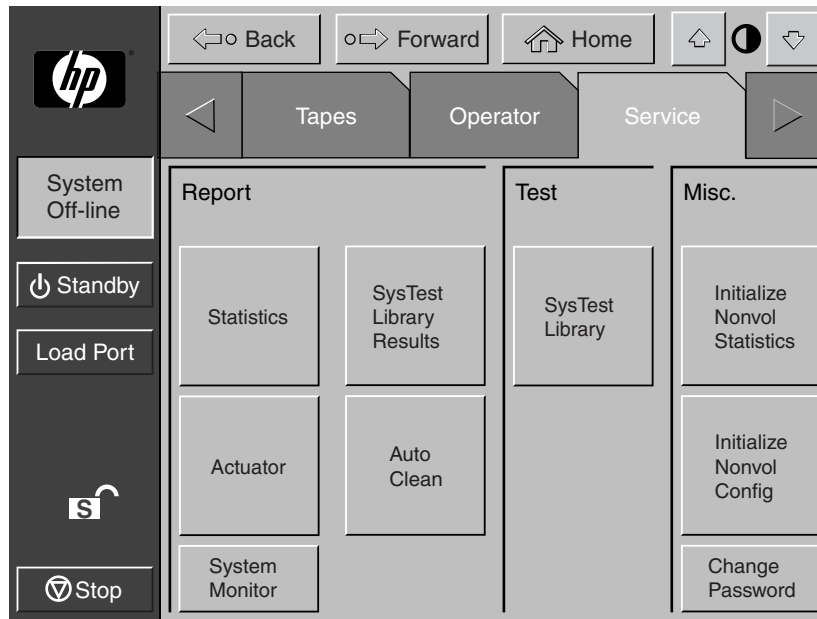 Back
Forward
Home
hp
Tapes
Operator
Service
System
Off-line
Standby
Load Port
S
Stop
Report
Statistics
SysTest
Library
Results
Actuator
Auto
Clean
System
Monitor
Test
SysTest
Library
Misc.
Initialize
Nonvol
Statistics
Initialize
Nonvol
Config
Change
Password